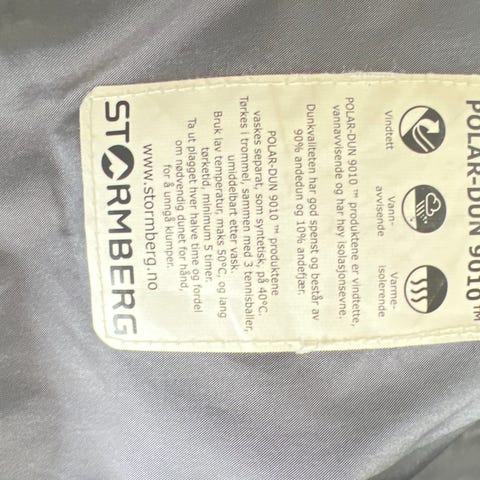 POLAR-DUN 9010™
Vindtett
Vann-
avvisende
Varme-
isolerende
POLAR-DUN 9010 ™ produktene er vindtette,
vannavvisende og har høy isolasjonsevne.
Dunkvaliteten har god spenst og består av
90% andedun og 10% andefjær.
POLAR-DUN 9010 ™ produktene
vaskes separat, som syntetisk, på 40°C,
umiddelbart etter vask.
Tørkes i trommel, sammen med 3 tennisballer,
Bruk lav temperatur, maks 50°C, og lang
tørketid, minimum 5 timer.
Ta ut plagget hver halve time og fordel
om nødvendig dunet for hånd,
for å unngå klumper.
www.stormberg.no
STORMBERG